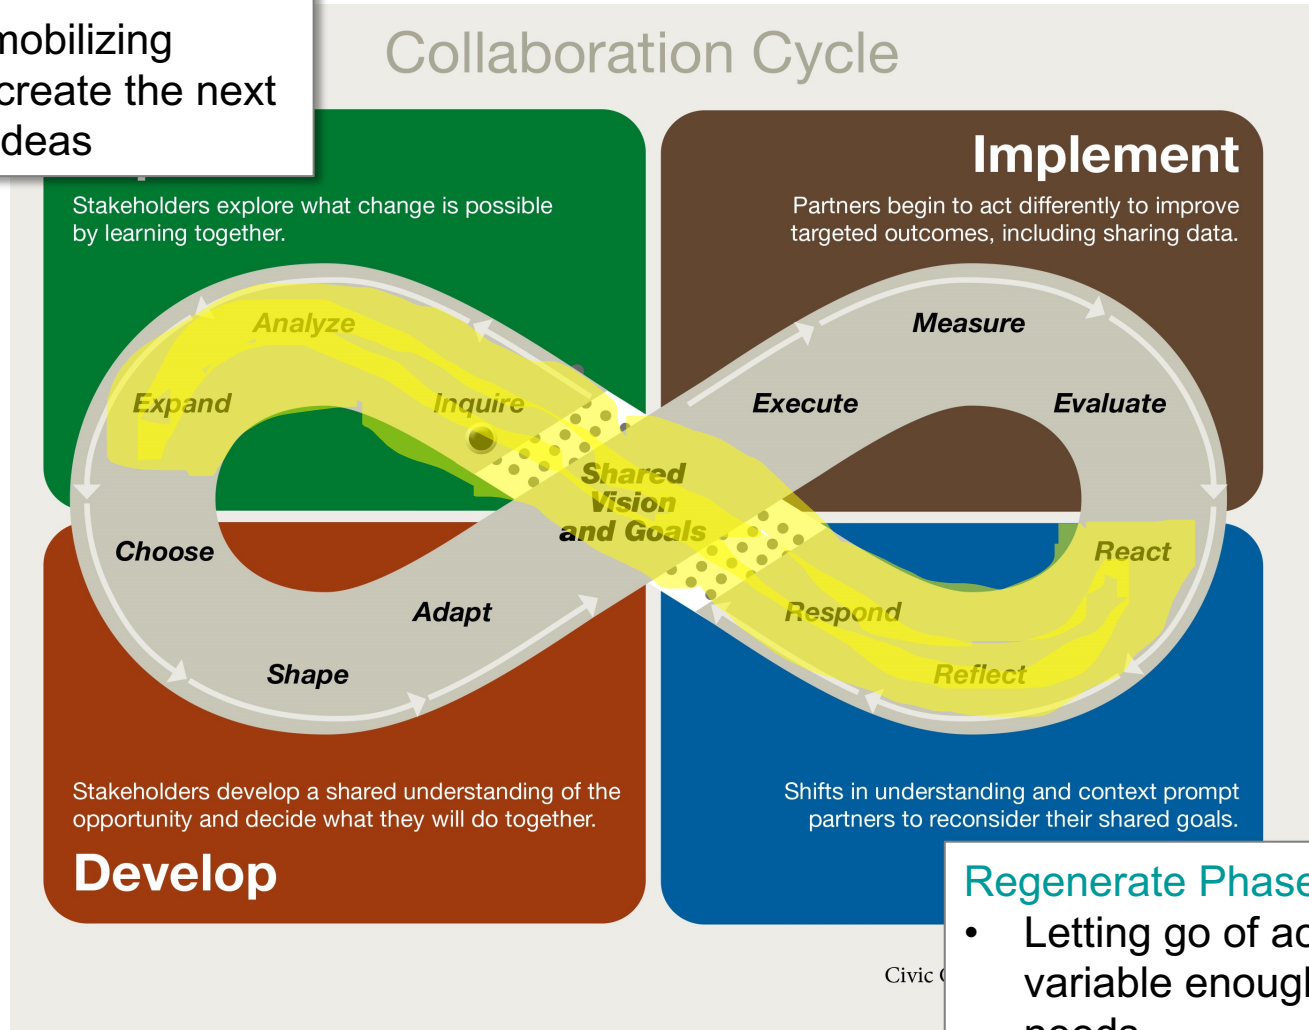 mobilizing
create the next
deas
Collaboration Cycle
Implement
Stakeholders explore what change is possible
by learning together.
Partners begin to act differently to improve
targeted outcomes, including sharing data.
Analyze
Measure
Expand
Inquire
Execute
Evaluate
Shared
Vision
and Goals
Choose
React
Adapt
Respond
Shape
Reflect
Stakeholders develop a shared understanding of the
opportunity and decide what they will do together.
Shifts in understanding and context prompt
partners to reconsider their shared goals.
Develop
Regenerate Phase
• Letting go of ac
variable enough
needs
Civic